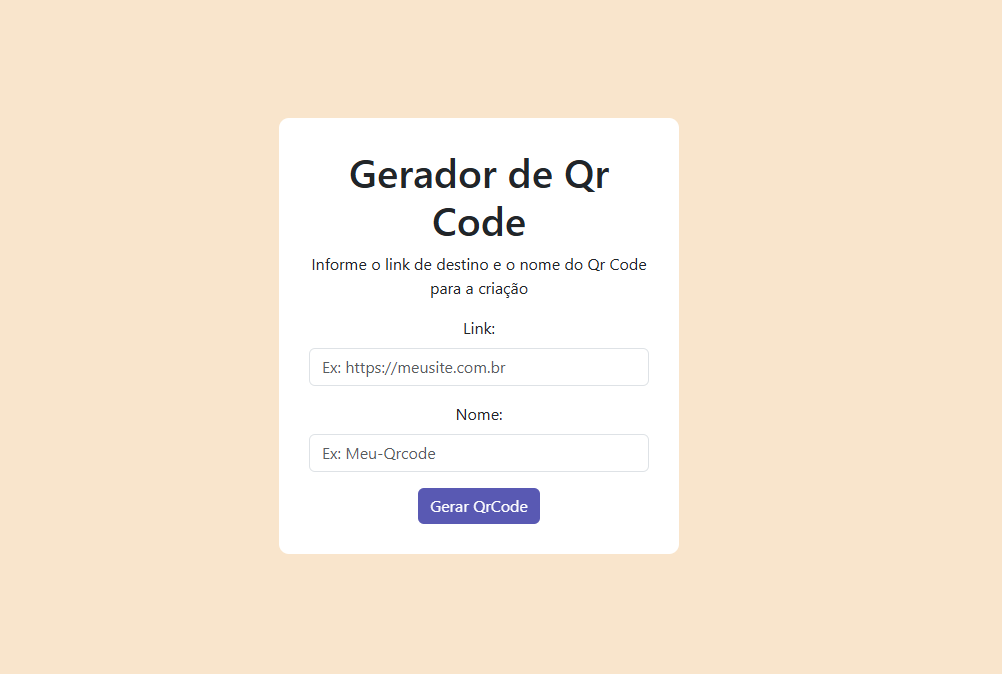 Gerador de Qr
Code
Informe o link de destino e o nome do Qr Code
para a criação
Link:
Ex: https://meusite.com.br
Nome:
Ex: Meu-Qrcode
Gerar QrCode